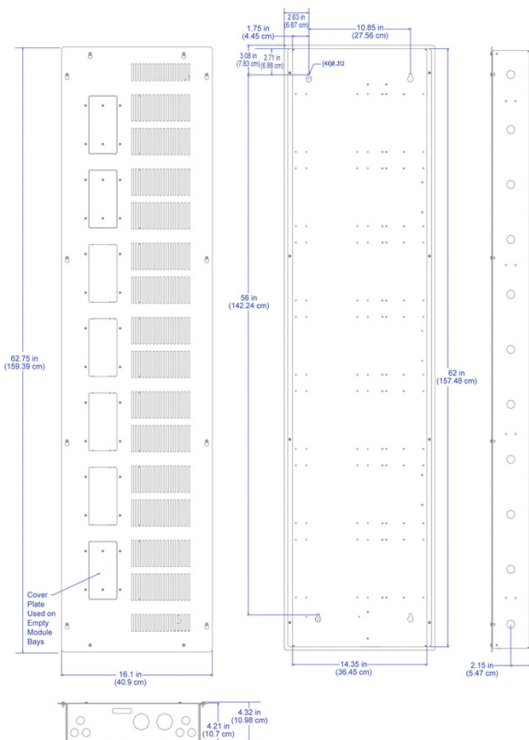 2.63 in
(6.67 cm)
1.75 in
(4.45 cm)
10.85 in
(27.56 cm)
3.08 in
(7.83 cm)
2.71 in
(6.88 cm)
(4X)Ø.312
56 in
(142.24 cm)
62.75 in
(159.39 cm)
62 in
(157.48 cm)
Cover
Plate
Used on
Empty
Module
Bays
16.1 in
(40.9 cm)
14.35 in
(36.45 cm)
2.15 in
(5.47 cm)
4.21 in
(10.7 cm)
4.32 in
(10.98 cm)